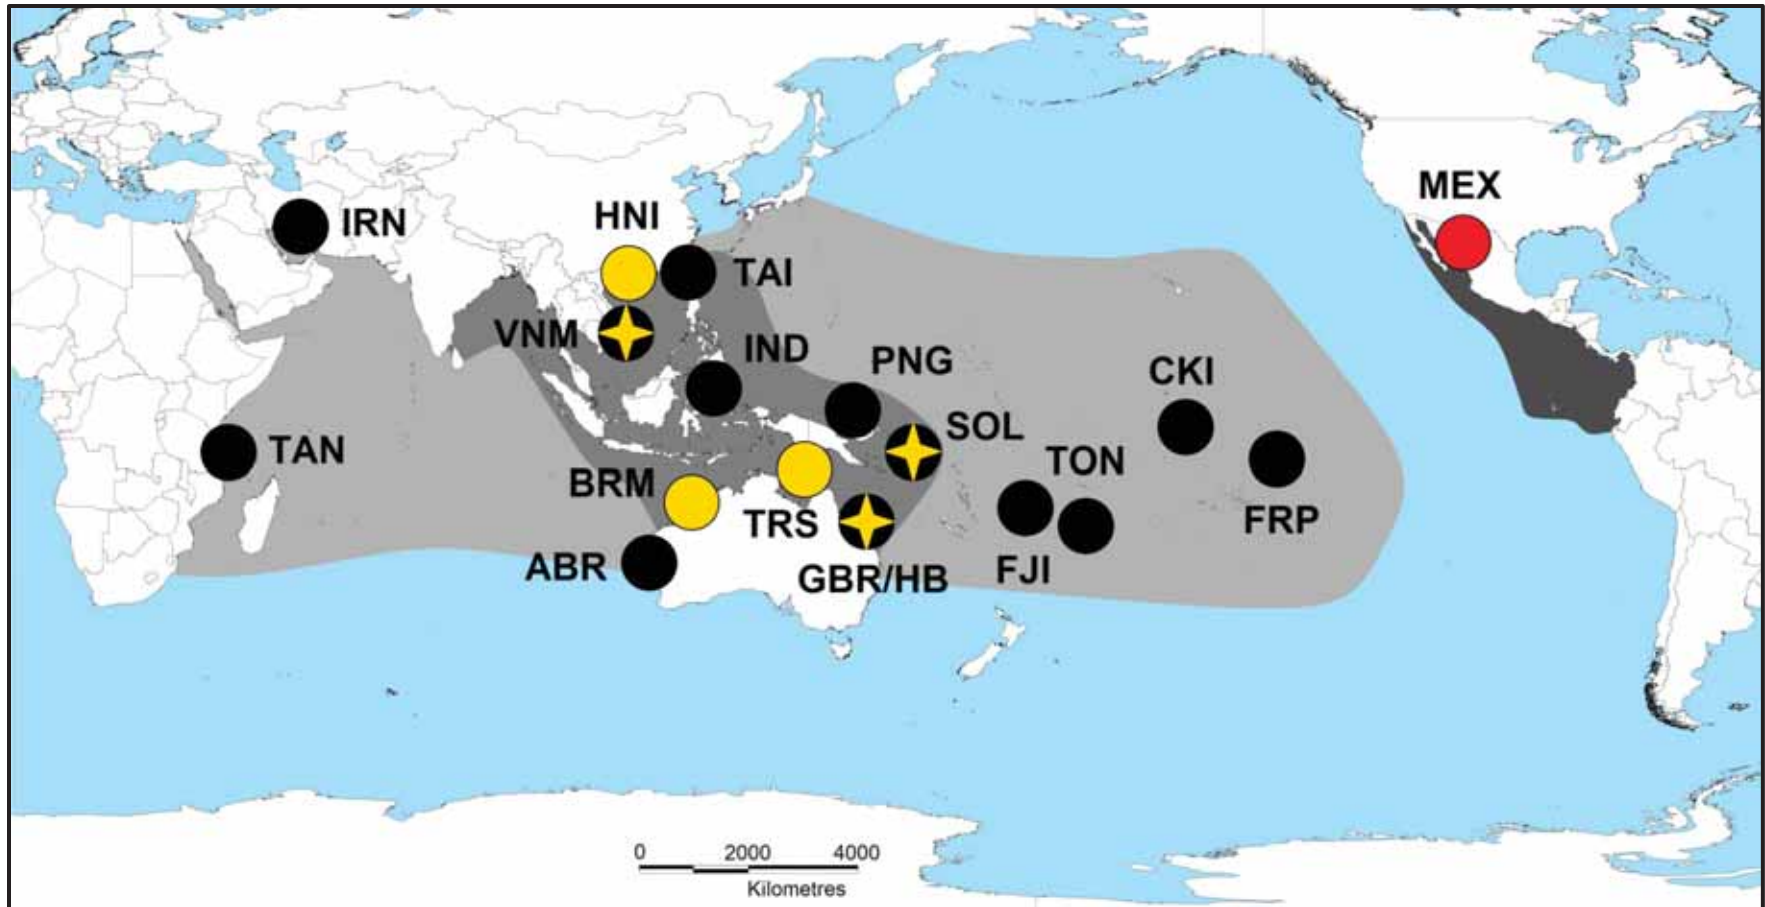 MEX
HNI
IRN
TAI
VNM
IND
PNG
CKI
SOL
TAN
TON
BRM
TRS
FRP
ABR
GBR/HB
FJI
0 2000 4000
Kilometres